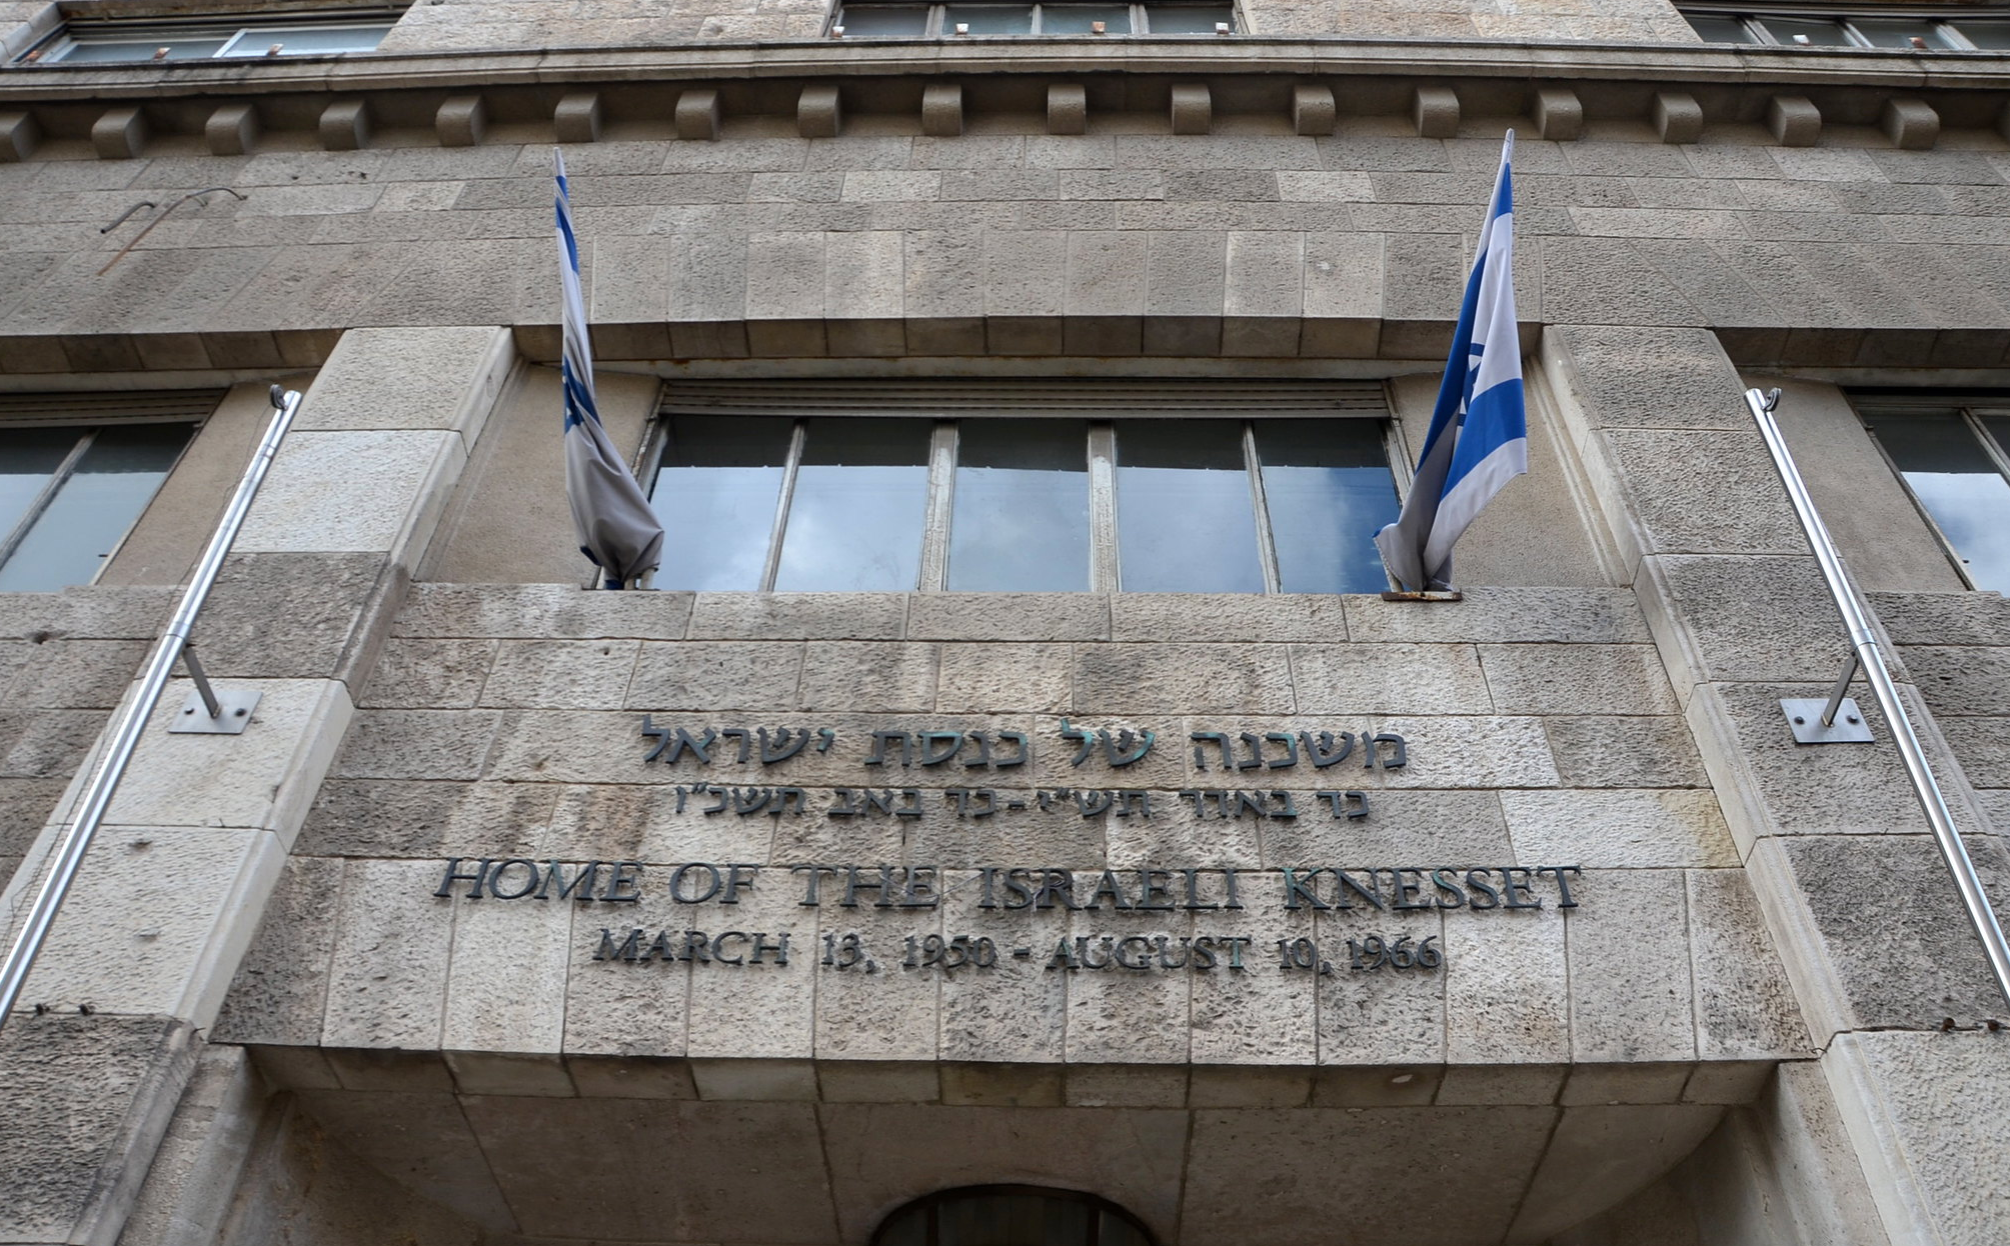 משכנה של כנסת ישראל
כד באדר תש"י - כד באב תשכ"ו
HOME OF THE ISRAELI KNESSET
MARCH 13, 1950 - AUGUST 10, 1966